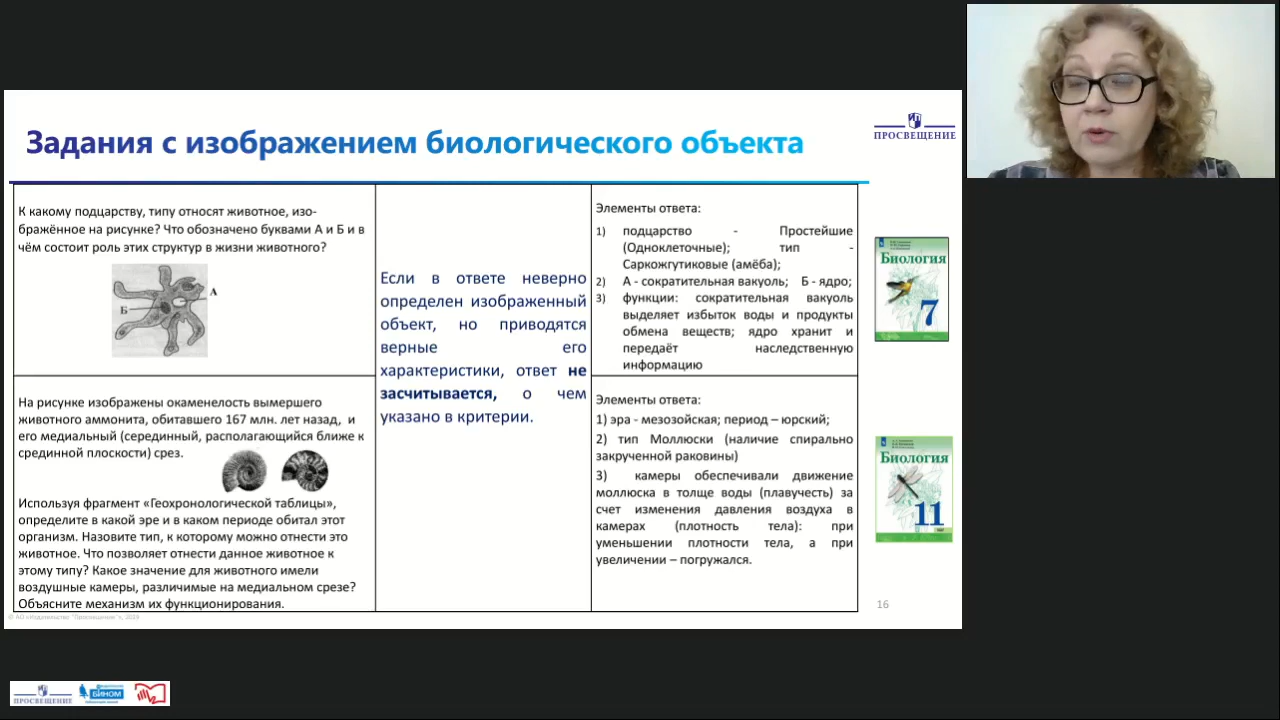 Задания с изображением биологического объекта
ПРОСВЕЩЕНИЕ
К какому подцарству, типу относят животное, изо-
бражённое на рисунке? Что обозначено буквами А и Б и в
чём состоит роль этих структур в жизни животного?
А
Б
На рисунке изображены окаменелость вымершего
животного аммонита, обитавшего 167 млн. лет назад, и
его медиальный (серединный, располагающийся ближе к
срединной плоскости) срез.
Используя фрагмент «Геохронологической таблицы»,
определите в какой эре и в каком периоде обитал этот
организм. Назовите тип, к которому можно отнести это
животное. Что позволяет отнести данное животное к
этому типу? Какое значение для животного имели
воздушные камеры, различимые на медиальном срезе?
Объясните механизм их функционирования.
Если в ответе неверно
определен изображенный
объект, но приводятся
верные его
характеристики, ответ не
засчитывается, о чем
указано в критерии.
Элементы ответа:
1) подцарство - Простейшие
(Одноклеточные); тип -
Саркожгутиковые (амёба);
2) А - сократительная вакуоль; Б - ядро;
3) функции: сократительная вакуоль
выделяет избыток воды и продукты
обмена веществ; ядро хранит и
передаёт наследственную
информацию
Элементы ответа:
1) эра - мезозойская; период – юрский;
2) тип Моллюски (наличие спирально
закрученной раковины)
3) камеры обеспечивали движение
моллюска в толще воды (плавучесть) за
счет изменения давления воздуха в
камерах (плотность тела): при
уменьшении плотности тела, а при
увеличении – погружался.
Биология
7
Биология
11
16
© АО «Издательство "Просвещение"», 2019
ПРОСВЕЩЕНИЕ
БИНОМ